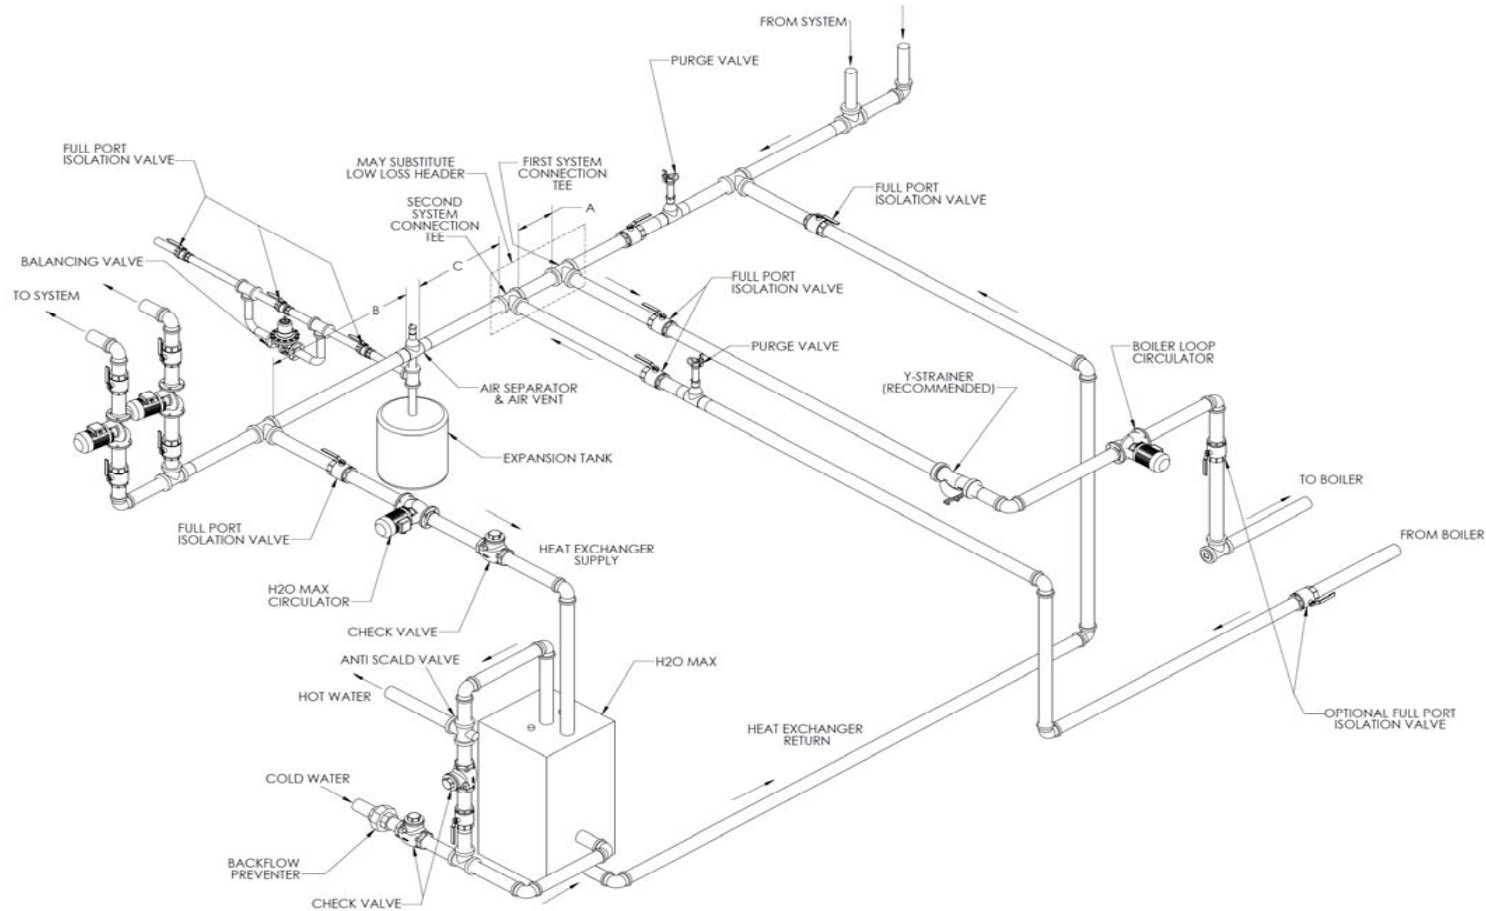 FROM SYSTEM
PURGE VALVE
FULL PORT
ISOLATION VALVE
MAY SUBSTITUTE
LOW LOSS HEADER
FIRST SYSTEM
CONNECTION
TEE
SECOND
SYSTEM
CONNECTION
TEE
A
FULL PORT
ISOLATION VALVE
BALANCING VALVE
C
FULL PORT
ISOLATION VALVE
TO SYSTEM
B
PURGE VALVE
BOILER LOOP
CIRCULATOR
Y-STRAINER
(RECOMMENDED)
AIR SEPARATOR
& AIR VENT
EXPANSION TANK
TO BOILER
FULL PORT
ISOLATION VALVE
FROM BOILER
HEAT EXCHANGER
SUPPLY
H2O MAX
CIRCULATOR
CHECK VALVE
ANTI SCALD VALVE
H2O MAX
HOT WATER
OPTIONAL FULL PORT
ISOLATION VALVE
HEAT EXCHANGER
RETURN
COLD WATER
BACKFLOW
PREVENTER
CHECK VALVE